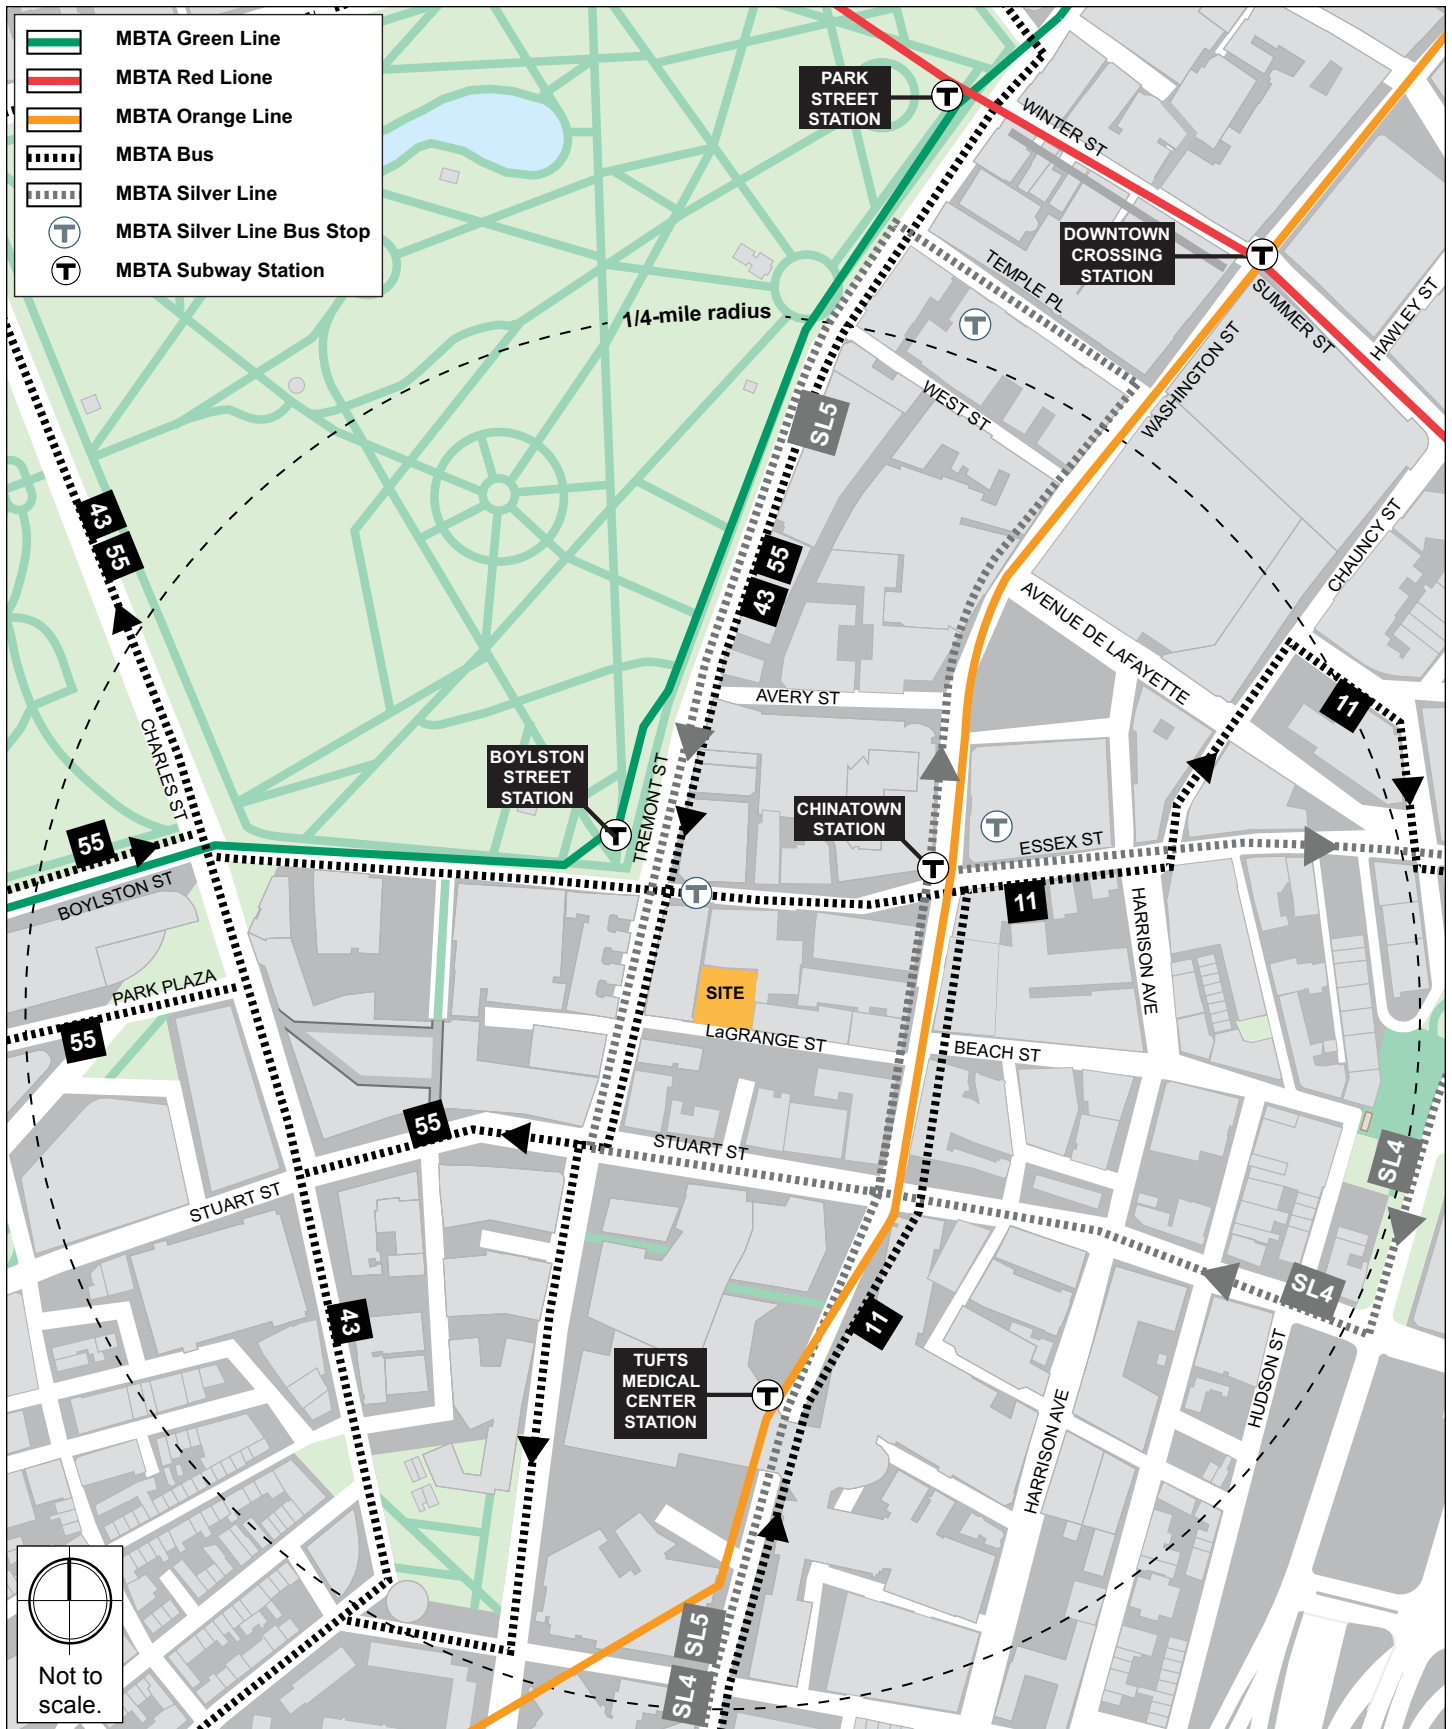 MBTA Green Line
MBTA Red Lione
MBTA Orange Line
MBTA Bus
MBTA Silver Line
T MBTA Silver Line Bus Stop
T MBTA Subway Station
PARK
STREET
STATION
T
WINTER ST
DOWNTOWN
CROSSING
STATION
T
TEMPLE PL
SUMMER ST
HAWLEY ST
1/4-mile radius
T
WASHINGTON ST
WEST ST
SL5
43
55
55
43
CHAUNCY ST
AVENUE DE LAFAYETTE
AVERY ST
11
CHARLES ST
BOYLSTON
STREET
STATION
T
TREMONT ST
CHINATOWN
STATION
T
T
ESSEX ST
55
BOYLSTON ST
T
11
HARRISON AVE
PARK PLAZA
55
SITE
LaGRANGE ST
BEACH ST
55
STUART ST
SL4
STUART ST
SL4
43
11
TUFTS
MEDICAL
CENTER
STATION
T
HUDSON ST
HARRISON AVE
SL5
SL4
Not to
scale.